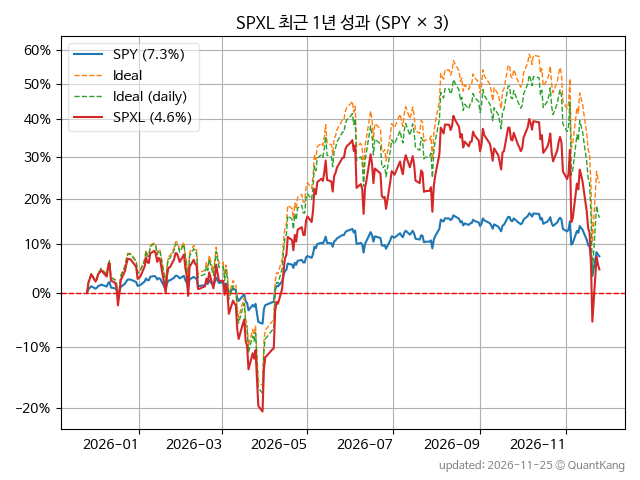 SPXL 최근 1년 성과 (SPY × 3)
60%
50%
40%
30%
20%
10%
0%
−10%
−20%
SPY (7.3%)
Ideal
Ideal (daily)
SPXL (4.6%)
2026-01
2026-03
2026-05
2026-07
2026-09
2026-11
updated: 2026-11-25 © QuantKang